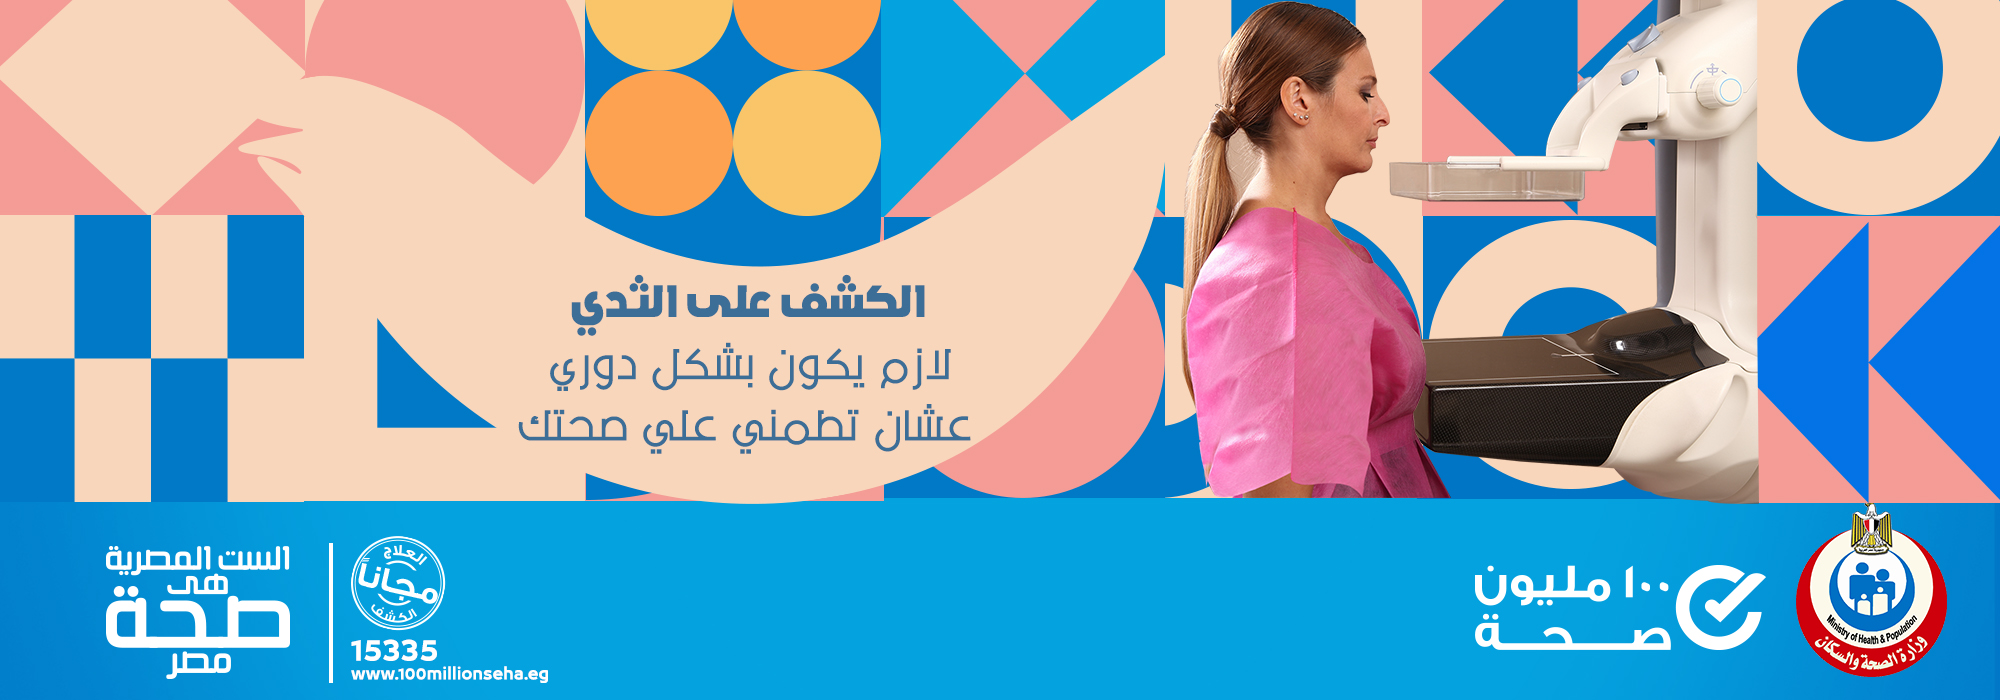 الكشف على الثدي
لازم يكون بشكل دوري
عشان تطمني علي صحتك
١٠٠ مليون
صحة
Ministry of Health & Population
وزارة الصحة والسكان
العلاج
مجاناً
الكشف
15335
www.100millionseha.eg
الست المصرية
هى
صحة
مصر